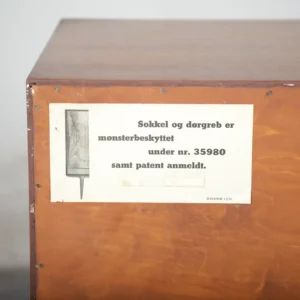 Sokkel og dørgreb er
mønsterbeskyttet
under nr. 35980
samt patent anmeldt.